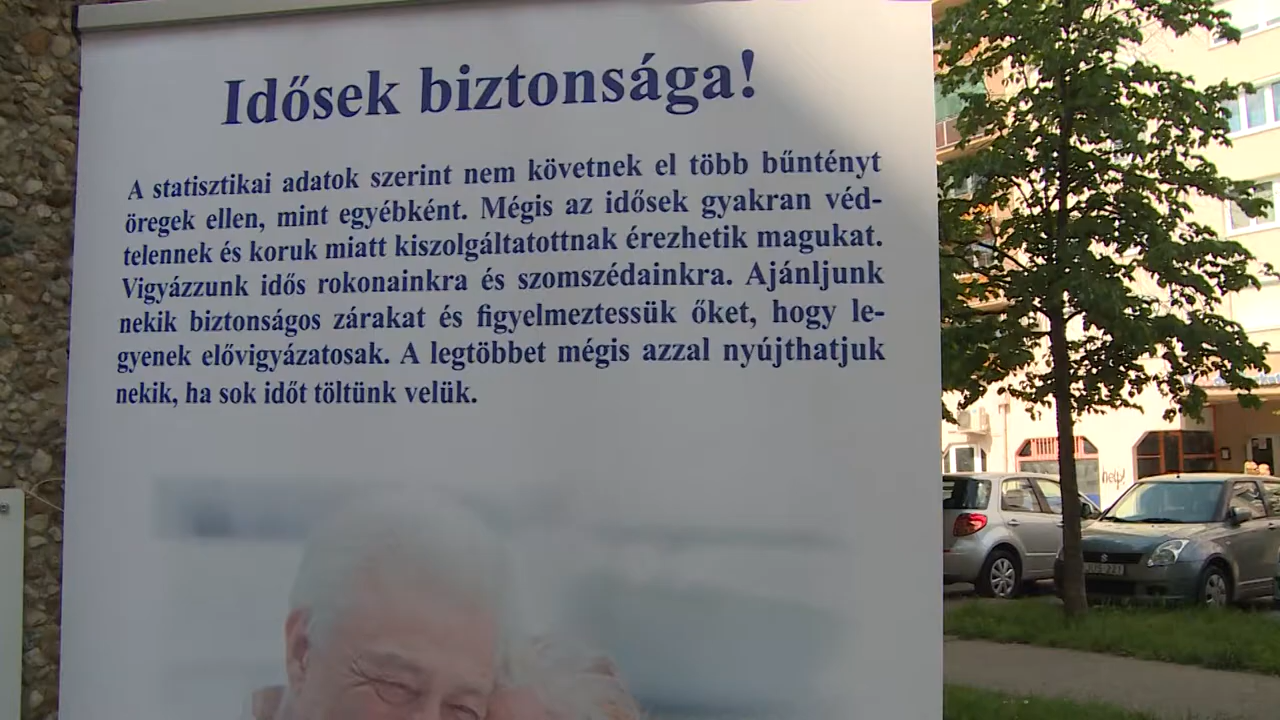 Idősek biztonsága!
A statisztikai adatok szerint nem követnek el több bűntényt
öregek ellen, mint egyébként. Mégis az idősek gyakran véd-
telennek és koruk miatt kiszolgáltatottnak érezhetik magukat.
Vigyázzunk idős rokonainkra és szomszédainkra. Ajánljunk
nekik biztonságos zárakat és figyelmeztessük őket, hogy le-
gyenek elővigyázatosak. A legtöbbet mégis azzal nyújthatjuk
nekik, ha sok időt töltünk velük.
help!